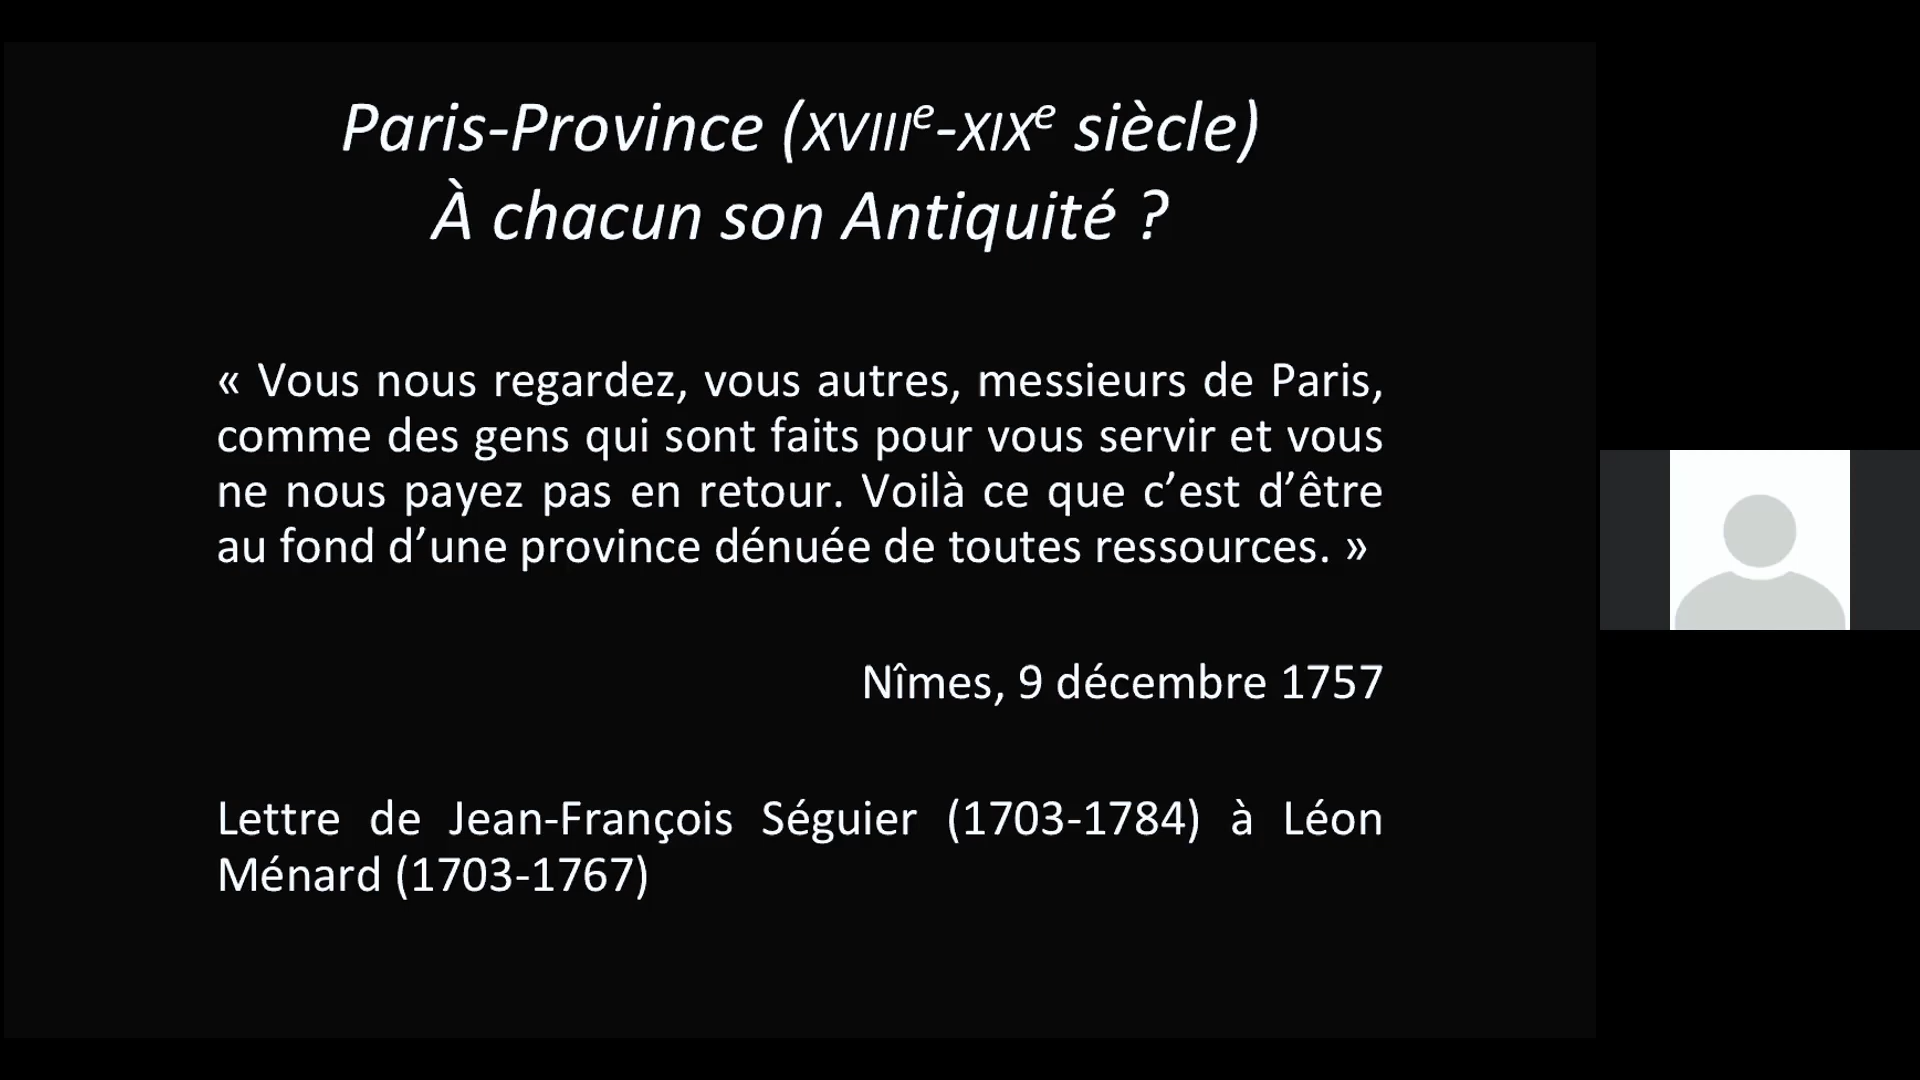 Paris-Province (XVIIIe-XIXe siècle)
À chacun son Antiquité ?
« Vous nous regardez, vous autres, messieurs de Paris,
comme des gens qui sont faits pour vous servir et vous
ne nous payez pas en retour. Voilà ce que c’est d’être
au fond d’une province dénuée de toutes ressources. »
Nîmes, 9 décembre 1757
Lettre de Jean-François Séguier (1703-1784) à Léon
Ménard (1703-1767)